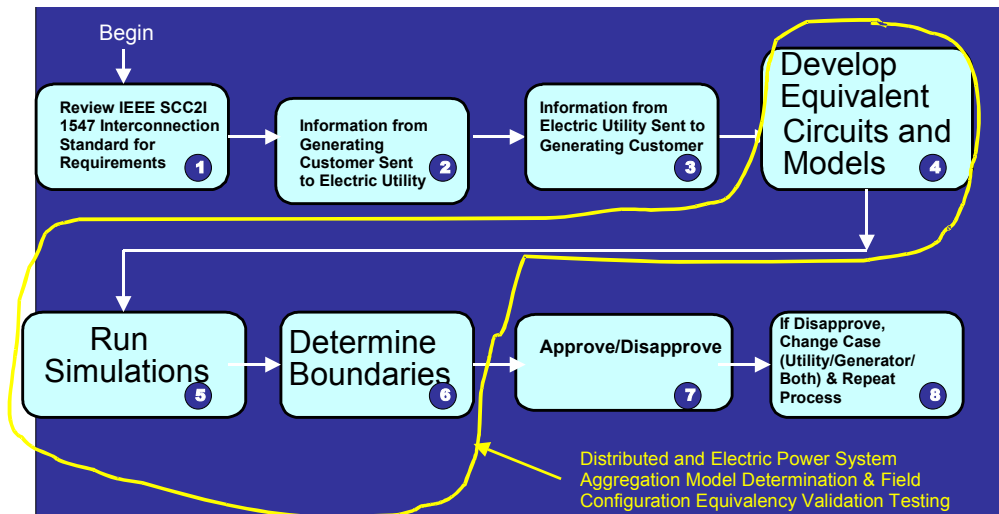 Begin
Review IEEE SCC2I
1547 Interconnection
Standard for
Requirements
1
Information from
Generating
Customer Sent
to Electric Utility
2
Information from
Electric Utility Sent to
Generating Customer
3
Develop
Equivalent
Circuits and
Models
4
Run
Simulations
5
Determine
Boundaries
6
Approve/Disapprove
7
If Disapprove,
Change Case
(Utility/Generator/
Both) & Repeat
Process
8
Distributed and Electric Power System
Aggregation Model Determination & Field
Configuration Equivalency Validation Testing